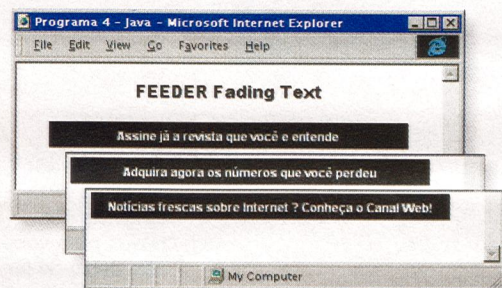 Programa 4 - Java - Microsoft Internet Explorer
File Edit View Go Favorites Help
FEEDER Fading Text
Assine já a revista que você e entende
Adquira agora os números que você perdeu
Notícias frescas sobre Internet ? Conheça o Canal Web!
My Computer